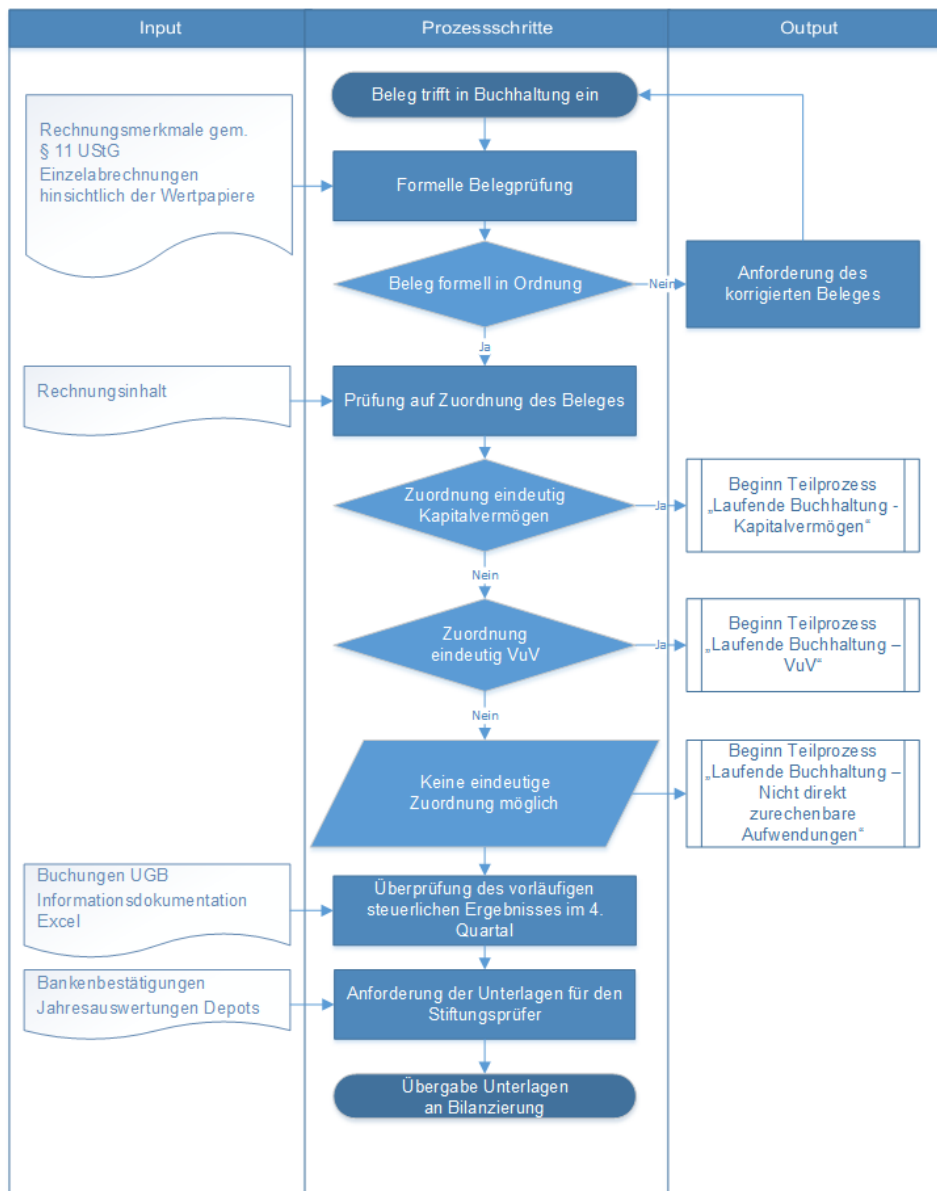 Input
Prozessschritte
Output
Beleg trifft in Buchhaltung ein
Rechnungsmerkmale gem.
§ 11 UStG
Einzelabrechnungen
hinsichtlich der Wertpapiere
Formelle Belegprüfung
Beleg formell in Ordnung
Nein
Anforderung des
korrigierten Beleges
Ja
Rechnungsinhalt
Prüfung auf Zuordnung des Beleges
Zuordnung eindeutig
Kapitalvermögen
Ja
Beginn Teilprozess
„Laufende Buchhaltung -
Kapitalvermögen“
Nein
Zuordnung
eindeutig VuV
Ja
Beginn Teilprozess
„Laufende Buchhaltung –
VuV“
Nein
Keine eindeutige
Zuordnung möglich
Beginn Teilprozess
„Laufende Buchhaltung –
Nicht direkt
zurechenbare
Aufwendungen“
Buchungen UGB
Informationsdokumentation
Excel
Überprüfung des vorläufigen
steuerlichen Ergebnisses im 4.
Quartal
Bankenbestätigungen
Jahresauswertungen Depots
Anforderung der Unterlagen für den
Stiftungsprüfer
Übergabe Unterlagen
an Bilanzierung